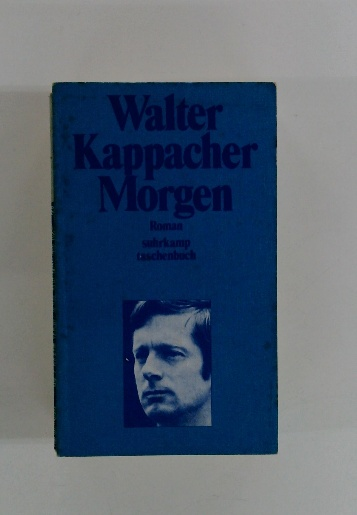 Walter
Kappacher
Morgen
Roman
suhrkamp
taschenbuch